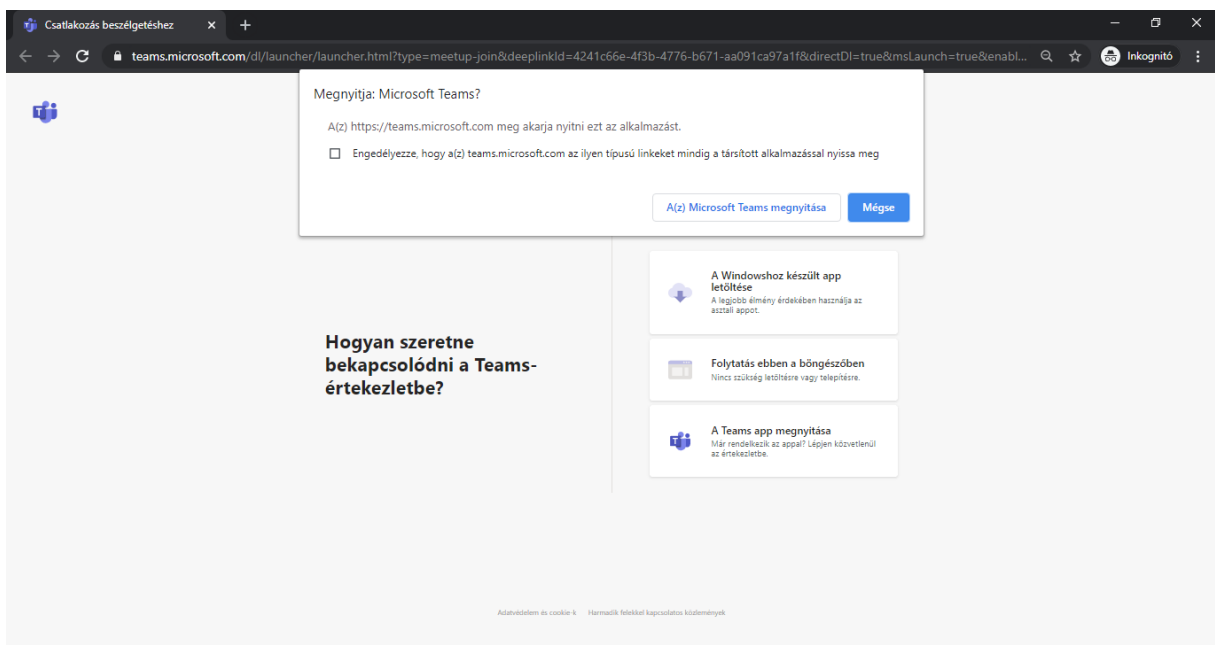 Csatlakozás beszélgetéshez
teams.microsoft.com/dl/launcher/launcher.html?type=meetup-join&deeplinkId=4241c66e-4f3b-4776-b671-aa091ca97a1f&directDl=true&msLaunch=true&enabl...
Inkognitó
Megnyitja: Microsoft Teams?
A(z) https://teams.microsoft.com meg akarja nyitni ezt az alkalmazást.
Engedélyezze, hogy a(z) teams.microsoft.com az ilyen típusú linkeket mindig a társított alkalmazással nyissa meg
A(z) Microsoft Teams megnyitása
Mégse
Hogyan szeretne
bekapcsolódni a Teams-
értekezletbe?
A Windowshoz készült app
letöltése
A legjobb élmény érdekében használja az
asztali appot.
Folytatás ebben a böngészőben
Nincs szükség letöltésre vagy telepítésre.
A Teams app megnyitása
Már rendelkezik az appal? Lépjen közvetlenül
az értekezletbe.
Adatvédelem és cookie-k
Harmadik felekkel kapcsolatos közlemények